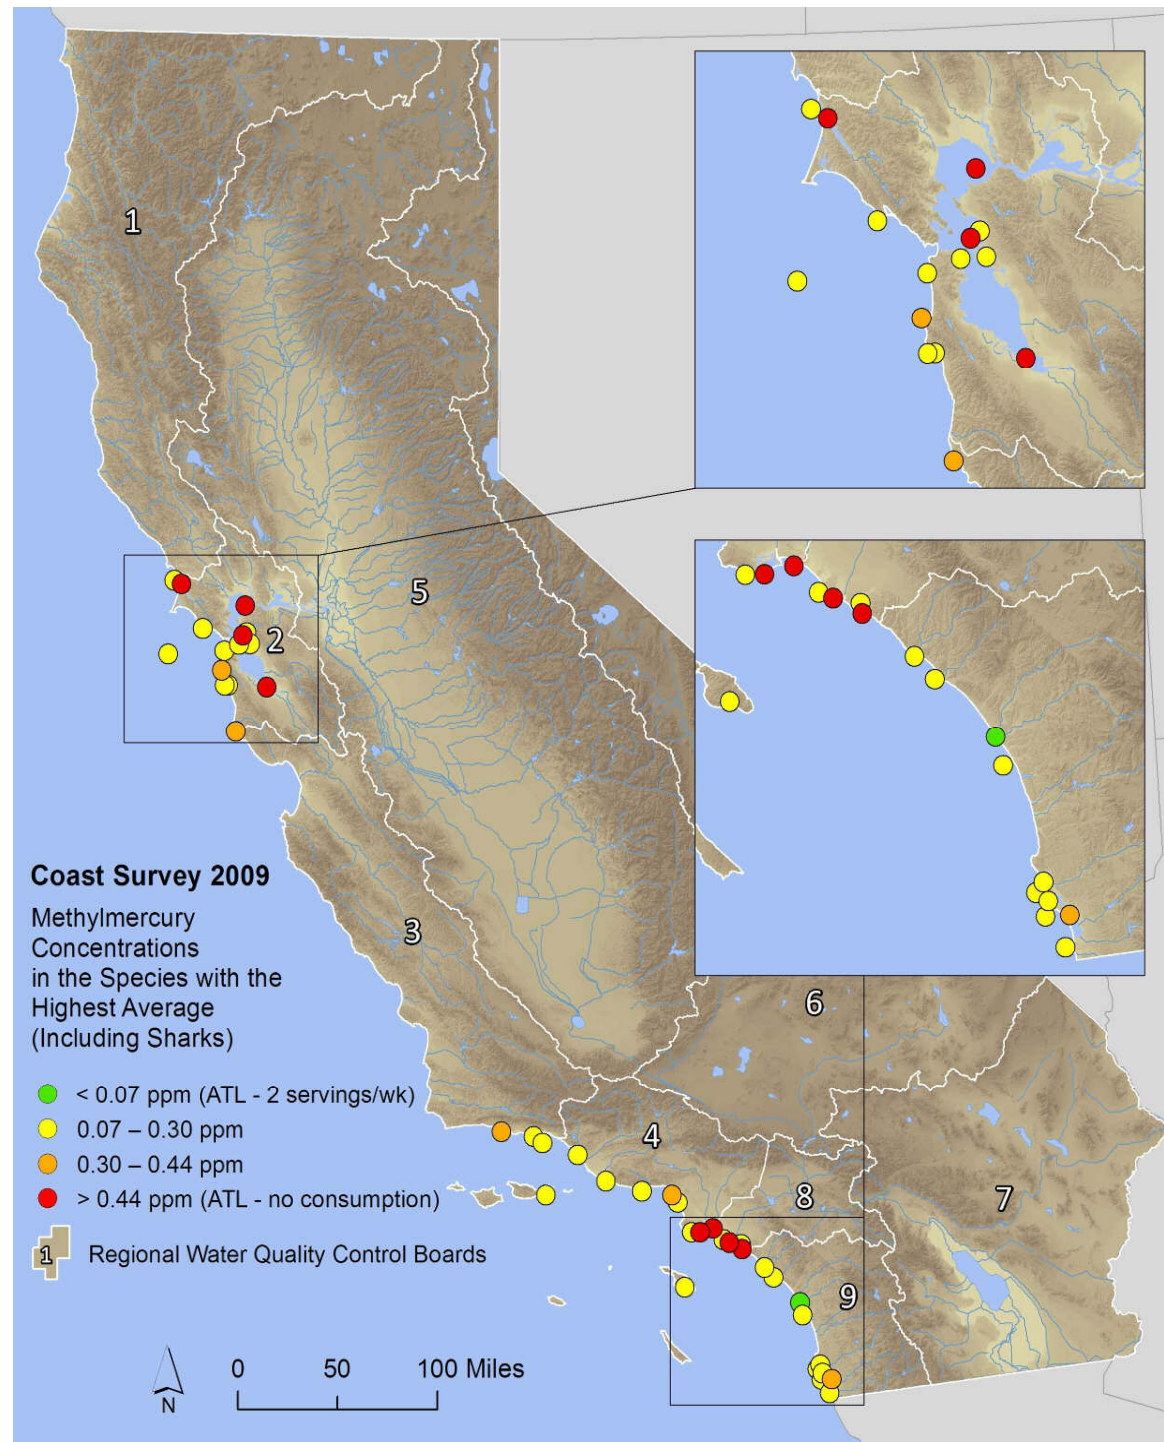 1
2
5
3
6
4
8
7
9
Coast Survey 2009
Methylmercury
Concentrations
in the Species with the
Highest Average
(Including Sharks)
< 0.07 ppm (ATL - 2 servings/wk)
0.07 – 0.30 ppm
0.30 – 0.44 ppm
> 0.44 ppm (ATL - no consumption)
1 Regional Water Quality Control Boards
N
0 50 100 Miles